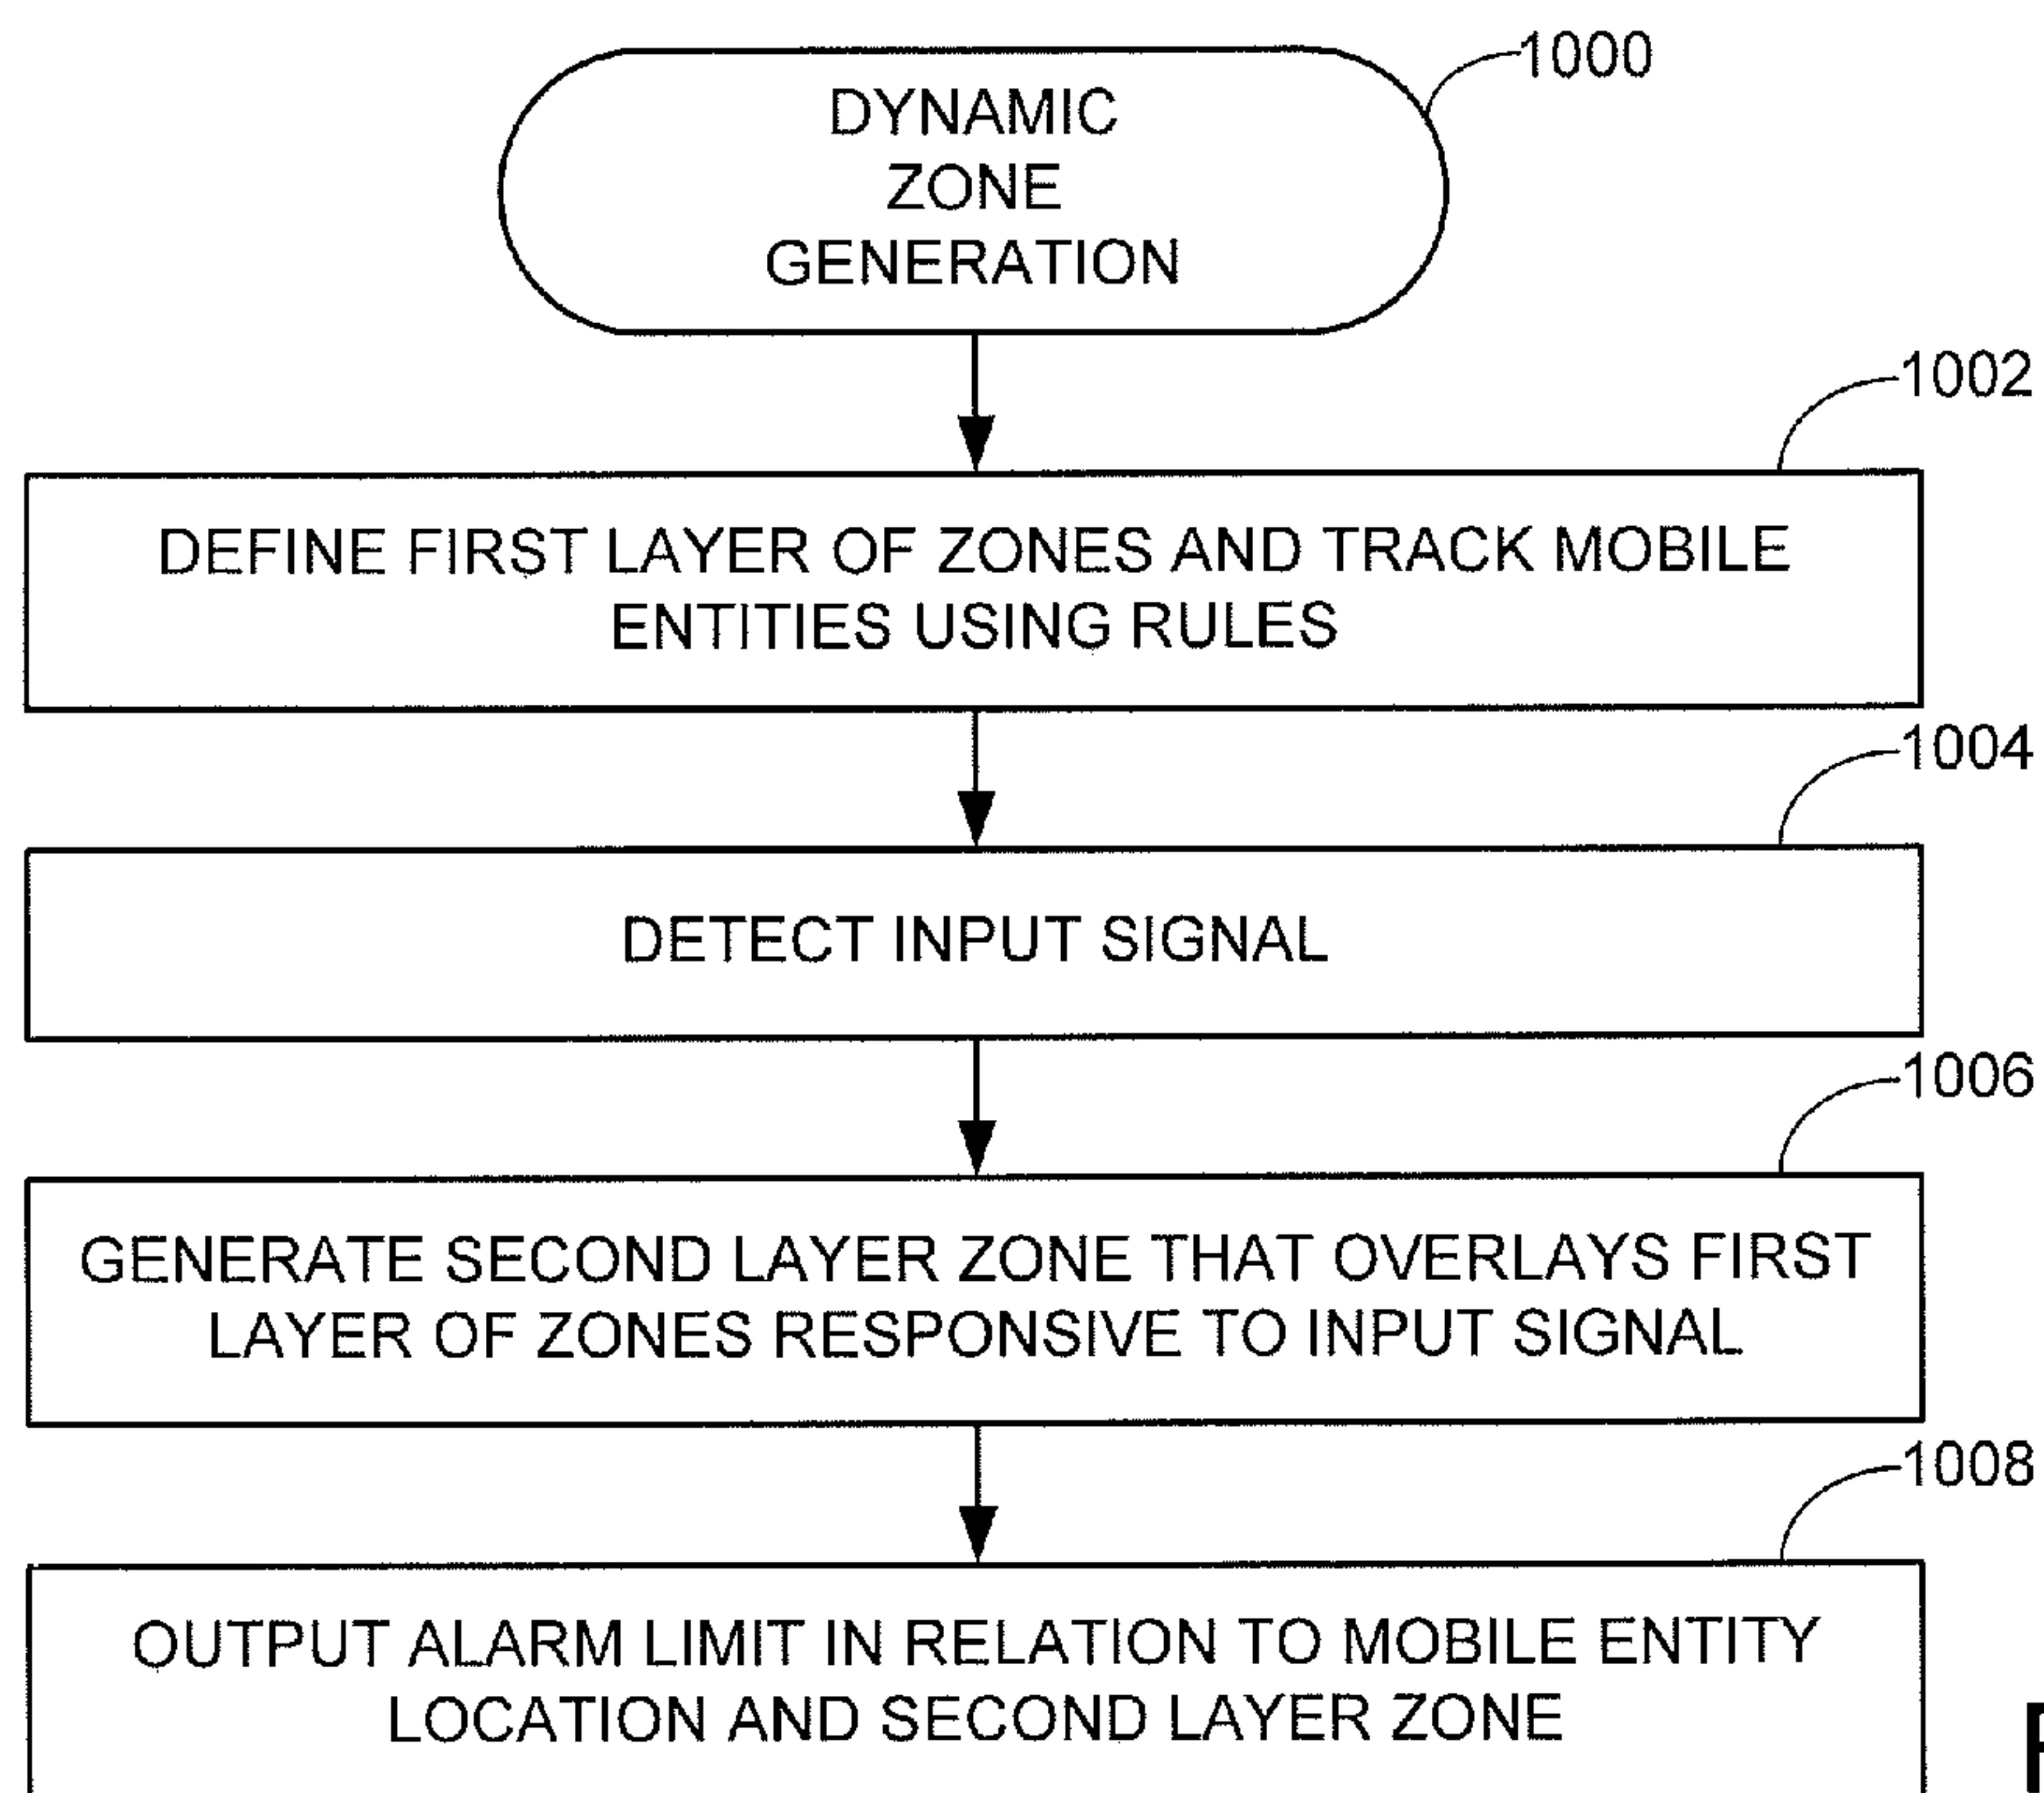 1000
DYNAMIC
ZONE
GENERATION
1002
DEFINE FIRST LAYER OF ZONES AND TRACK MOBILE
ENTITIES USING RULES
1004
DETECT INPUT SIGNAL
1006
GENERATE SECOND LAYER ZONE THAT OVERLAYS FIRST
LAYER OF ZONES RESPONSIVE TO INPUT SIGNAL
1008
OUTPUT ALARM LIMIT IN RELATION TO MOBILE ENTITY
LOCATION AND SECOND LAYER ZONE